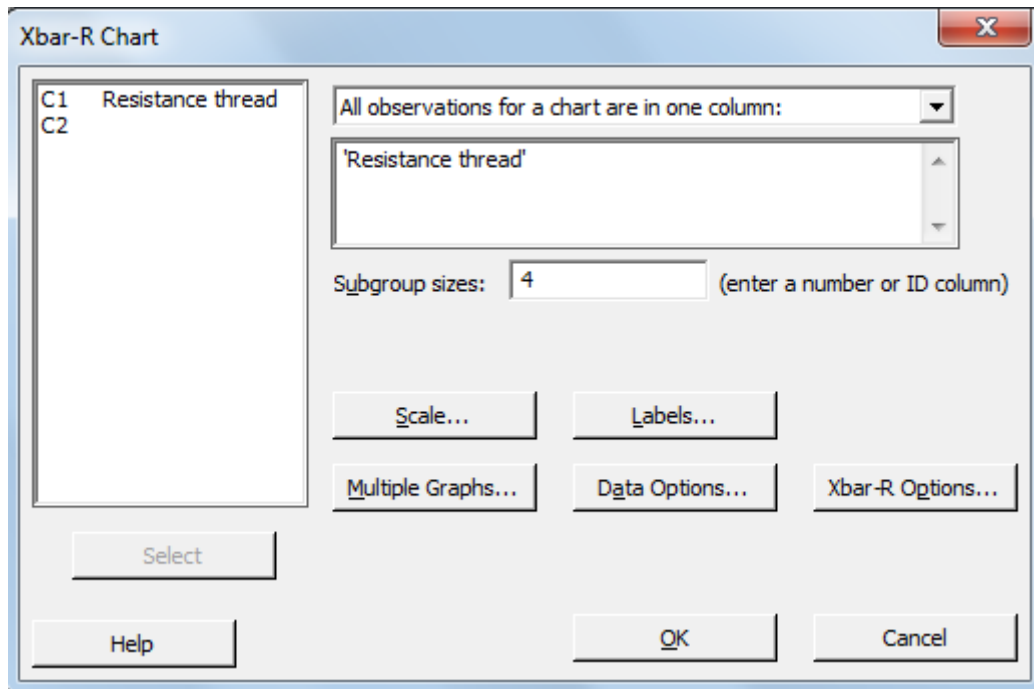 Xbar-R Chart
X
C1 Resistance thread
C2
All observations for a chart are in one column:
'Resistance thread'
Subgroup sizes: 4 (enter a number or ID column)
Scale... Labels...
Multiple Graphs... Data Options... Xbar-R Options...
Select
Help OK Cancel